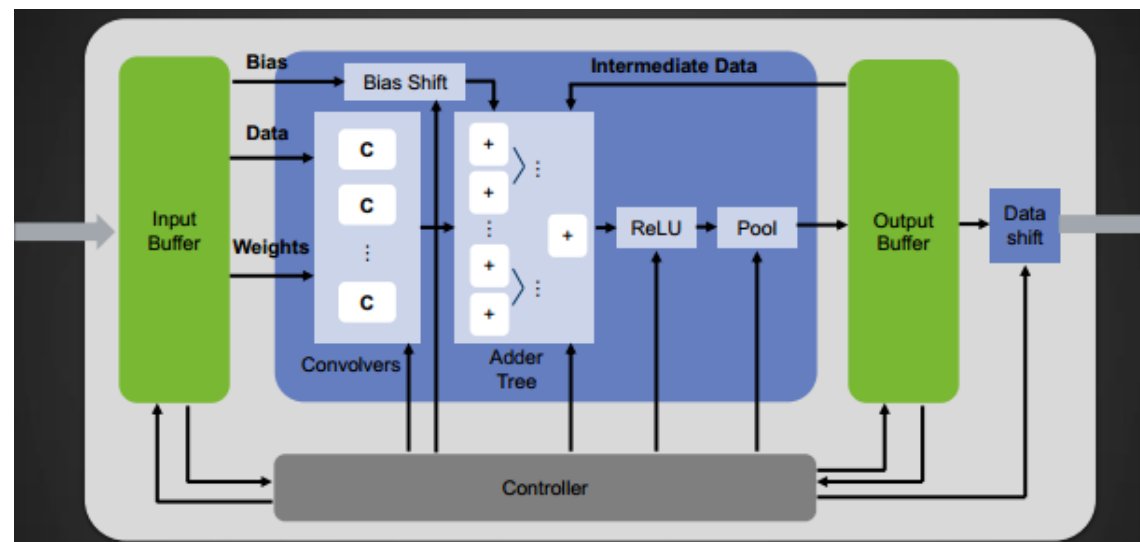 Bias
Bias Shift
Intermediate Data
Data
Weights
Input
Buffer
C
C
⋮
C
Convolvers
+
⋮
+
⋮
+
+
⋮
+
Adder
Tree
ReLU
Pool
Output
Buffer
Data
shift
Controller